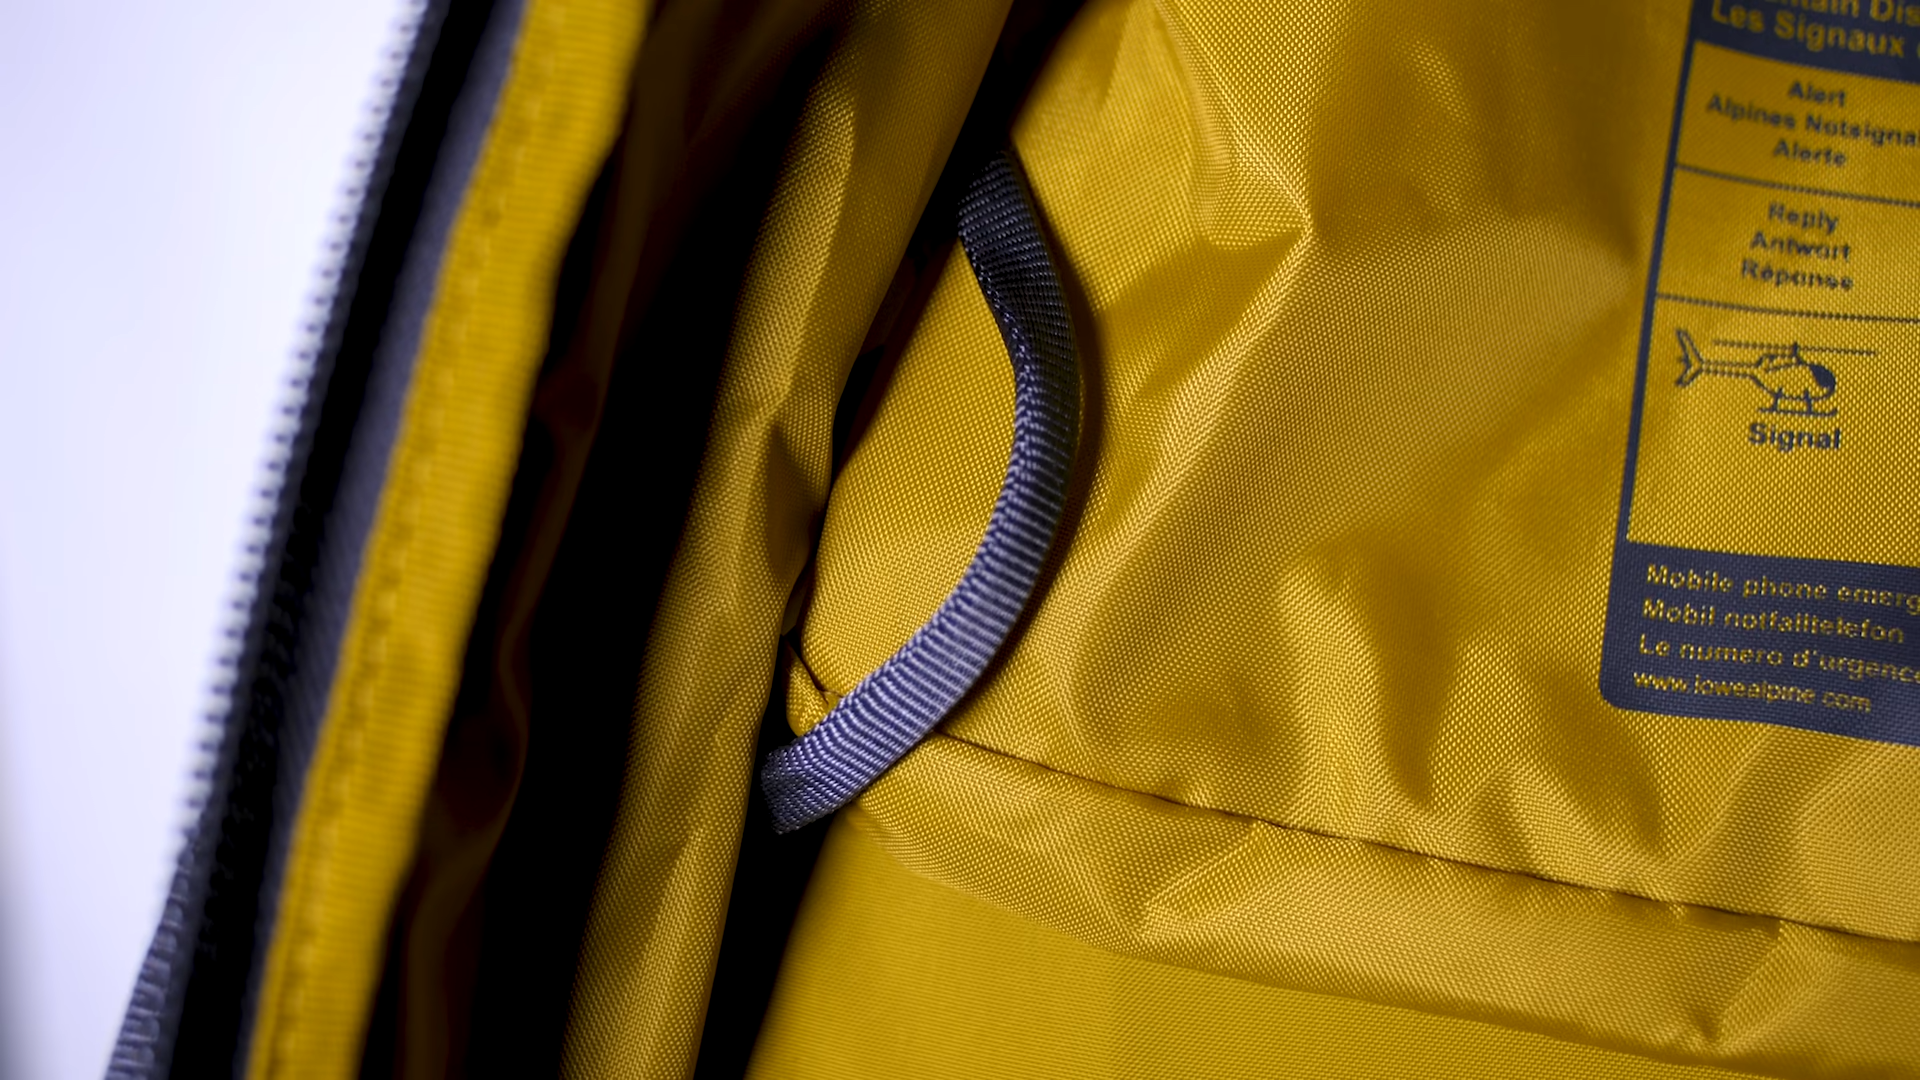 Les Signaux
Alert
Alpines Notsignal
Alerte
Reply
Antwort
Réponse
Signal
Mobile phone emerg
Mobil notfalltelefon
Le numero d'urgence
www.lowealpine.com